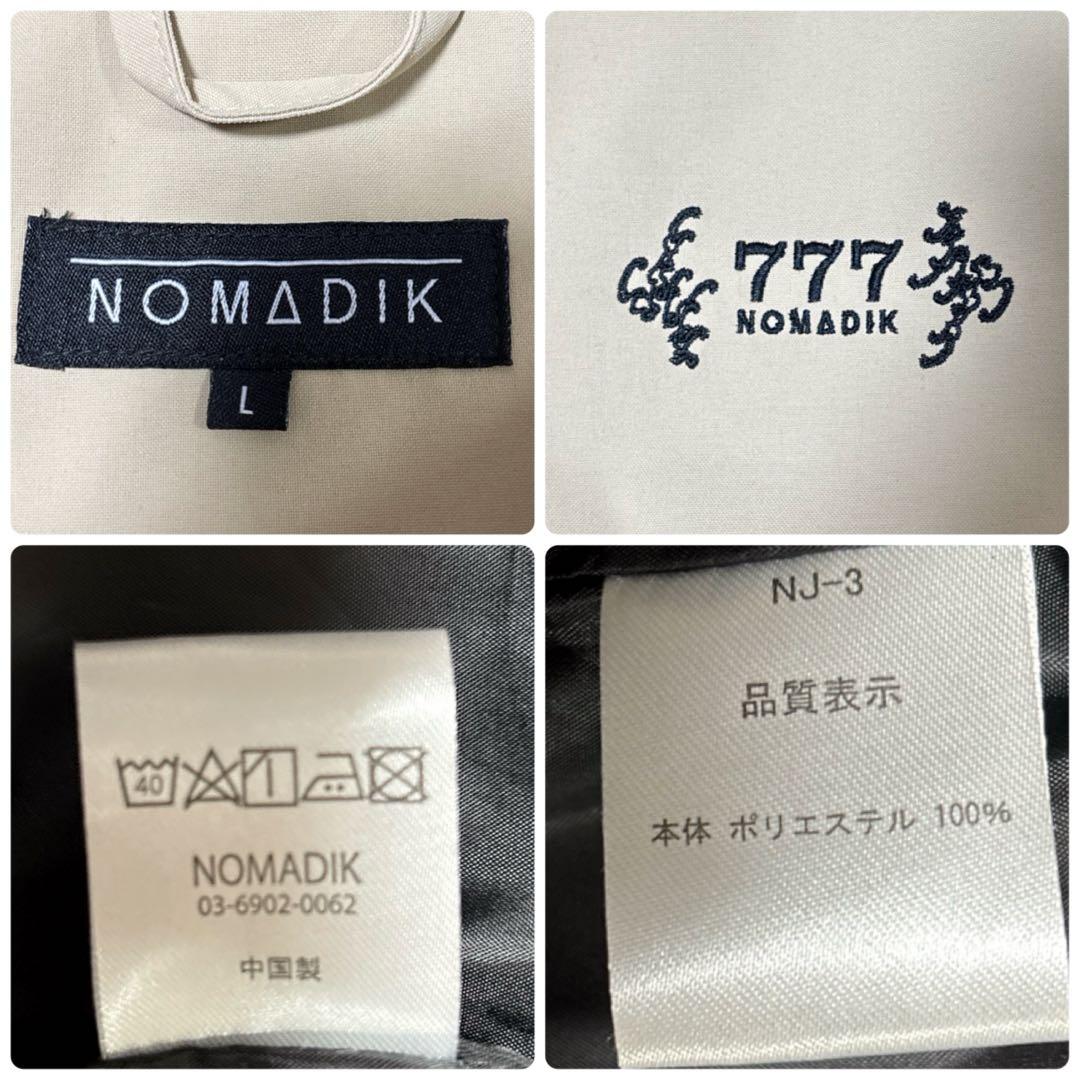 NOMADIK
L
777
NOMADIK
40
NOMADIK
03-6902-0062
中国製
NJ-3
品質表示
本体 ポリエステル 100%